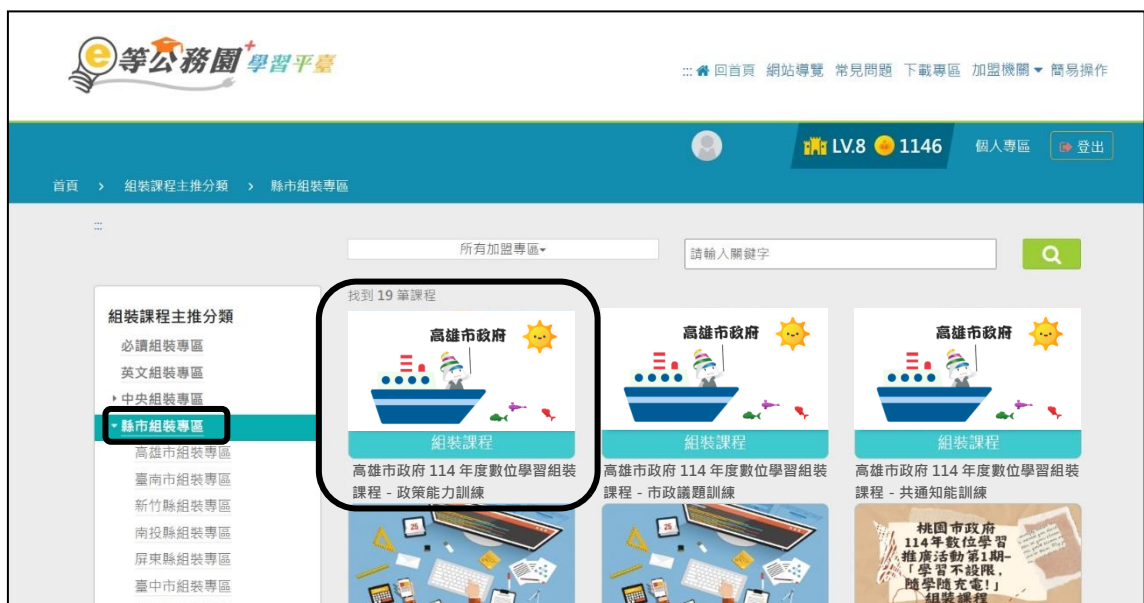 e等公務園+學習平臺
::: 回首頁 網站導覽 常見問題 下載專區 加盟機關 簡易操作
LV.8 1146 個人專區 登出
首頁 > 組裝課程主推分類 > 縣市組裝專區
:::
所有加盟專區
請輸入關鍵字
找到 19 筆課程
組裝課程主推分類
必讀組裝專區
英文組裝專區
中央組裝專區
縣市組裝專區
高雄市組裝專區
臺南市組裝專區
新竹縣組裝專區
南投縣組裝專區
屏東縣組裝專區
臺中市組裝專區
高雄市政府
組裝課程
高雄市政府 114 年度數位學習組裝
課程 - 政策能力訓練
高雄市政府
組裝課程
高雄市政府 114 年度數位學習組裝
課程 - 市政議題訓練
高雄市政府
組裝課程
高雄市政府 114 年度數位學習組裝
課程 - 共通知能訓練
25
25
桃園市政府
114年數位學習
推廣活動第1期-
「學習不設限,
隨學隨充電!」
組裝課程